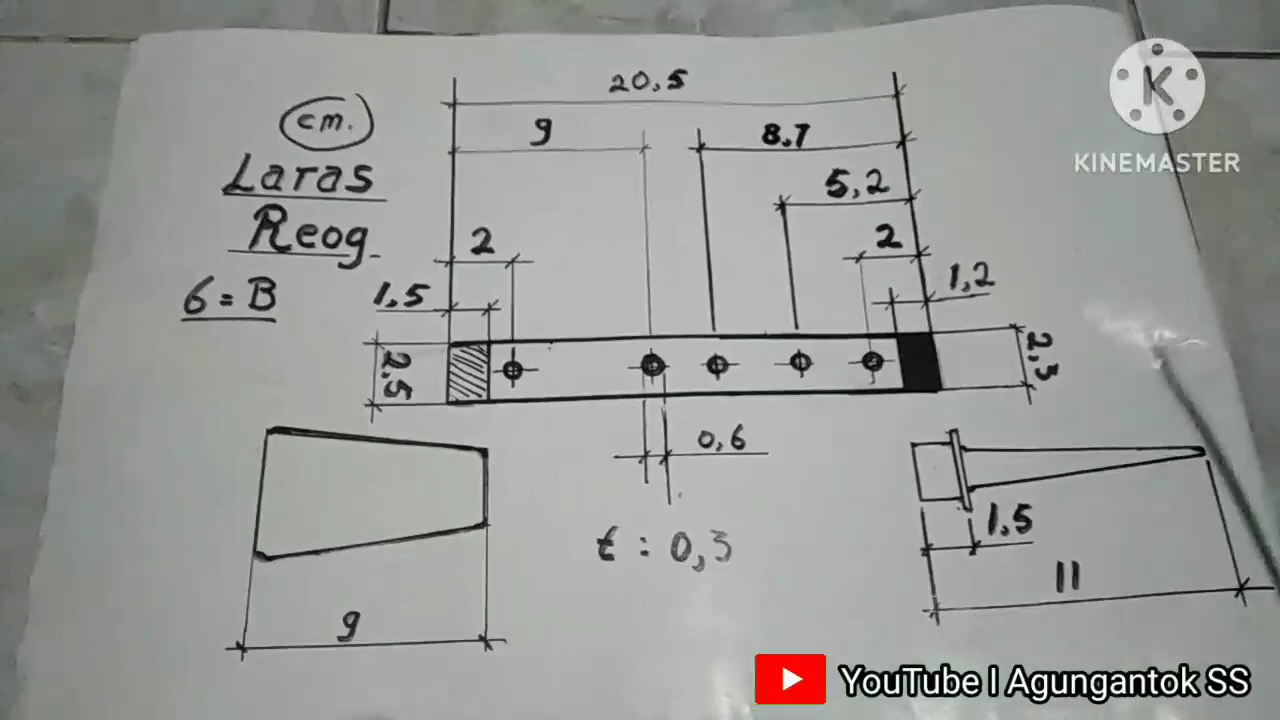 20,5
cm.
9
8.7
Laras
5,2
Reog
2
2
6 = B
1,5
1,2
2.5
2.3
0,6
t : 0,3
1.5
11
9
KINEMASTER
YouTube | Agungantok SS